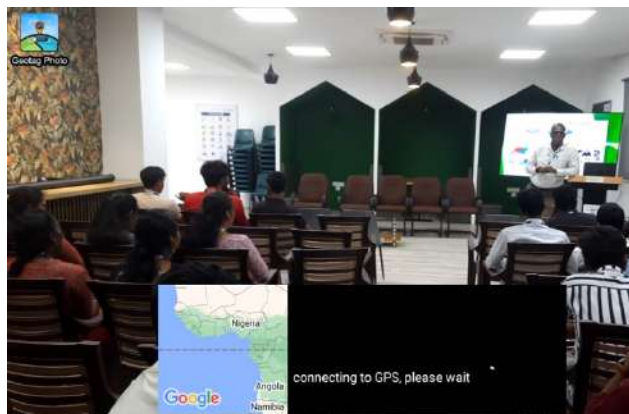 Geotag Photo
Nigeria
Angola
Namibia
Google
connecting to GPS, please wait